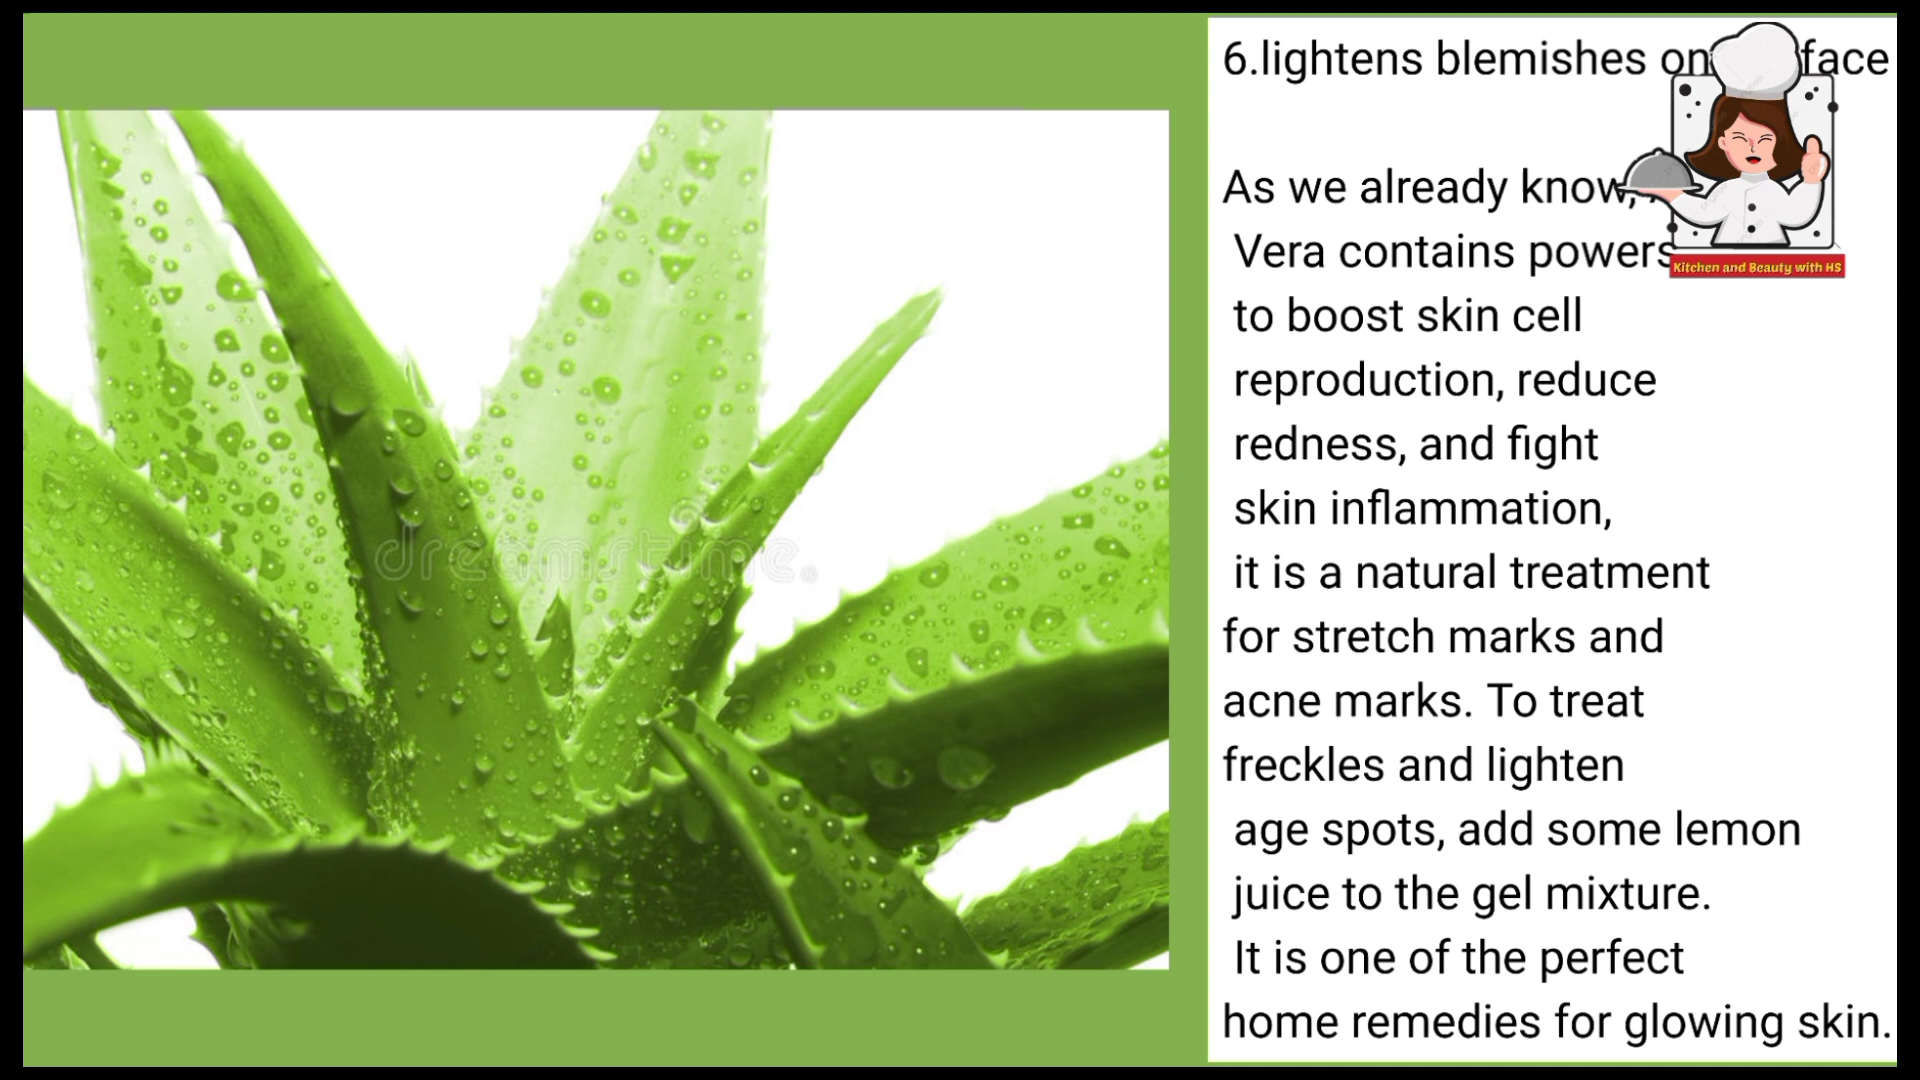 6.lightens blemishes on face
As we already know,
Vera contains powers
to boost skin cell
reproduction, reduce
redness, and fight
skin inflammation,
it is a natural treatment
for stretch marks and
acne marks. To treat
freckles and lighten
age spots, add some lemon
juice to the gel mixture.
It is one of the perfect
home remedies for glowing skin.
Kitchen and Beauty with HS
dreamstime.